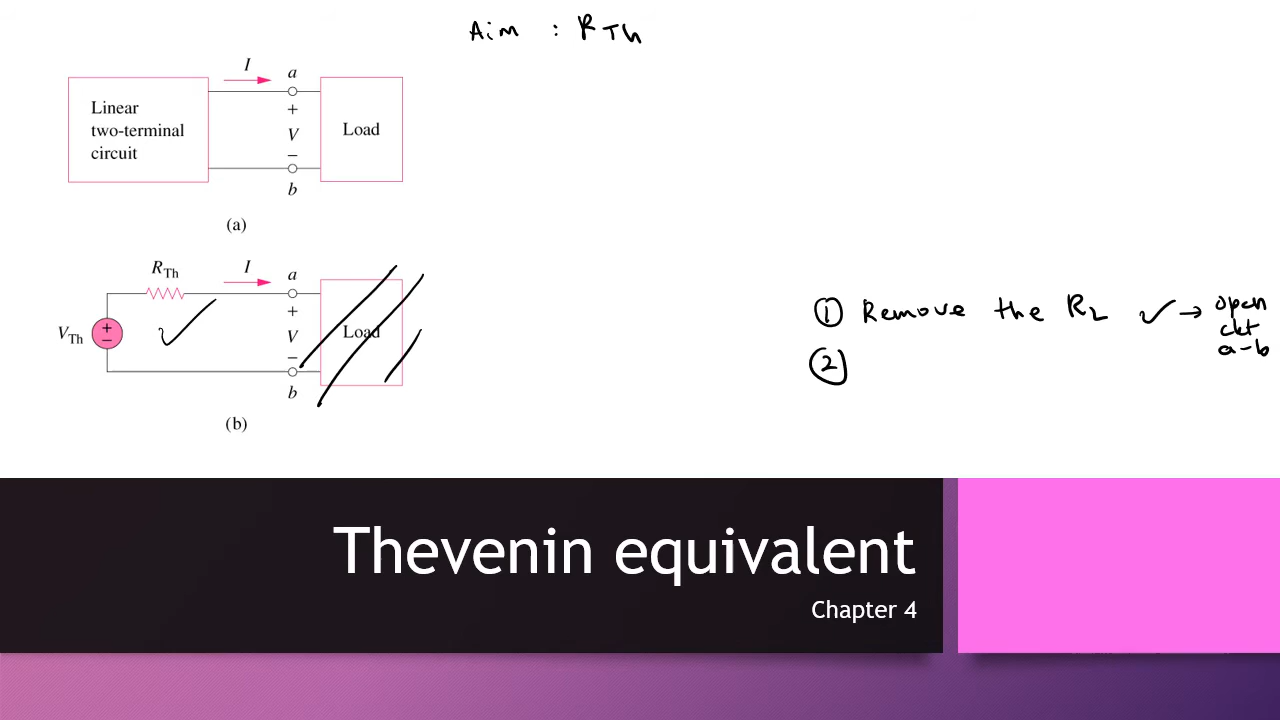 Aim : RTh
I
a
Linear
two-terminal
circuit
+
V
−
Load
b
(a)
RTh
I
a
VTh
+
−
+
V
−
Load
b
(b)
① Remove the RL ✓ → open
ckt
a-b
②
Thevenin equivalent
Chapter 4